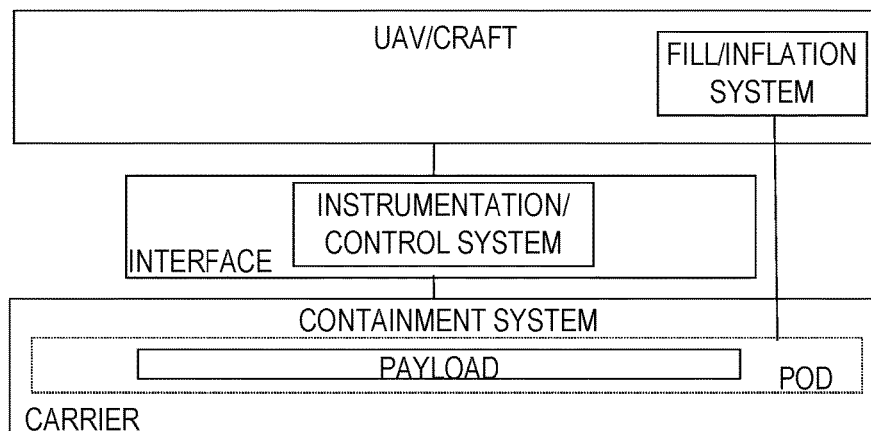 UAV/CRAFT
FILL/INFLATION
SYSTEM
INSTRUMENTATION/
CONTROL SYSTEM
INTERFACE
CONTAINMENT SYSTEM
PAYLOAD
POD
CARRIER